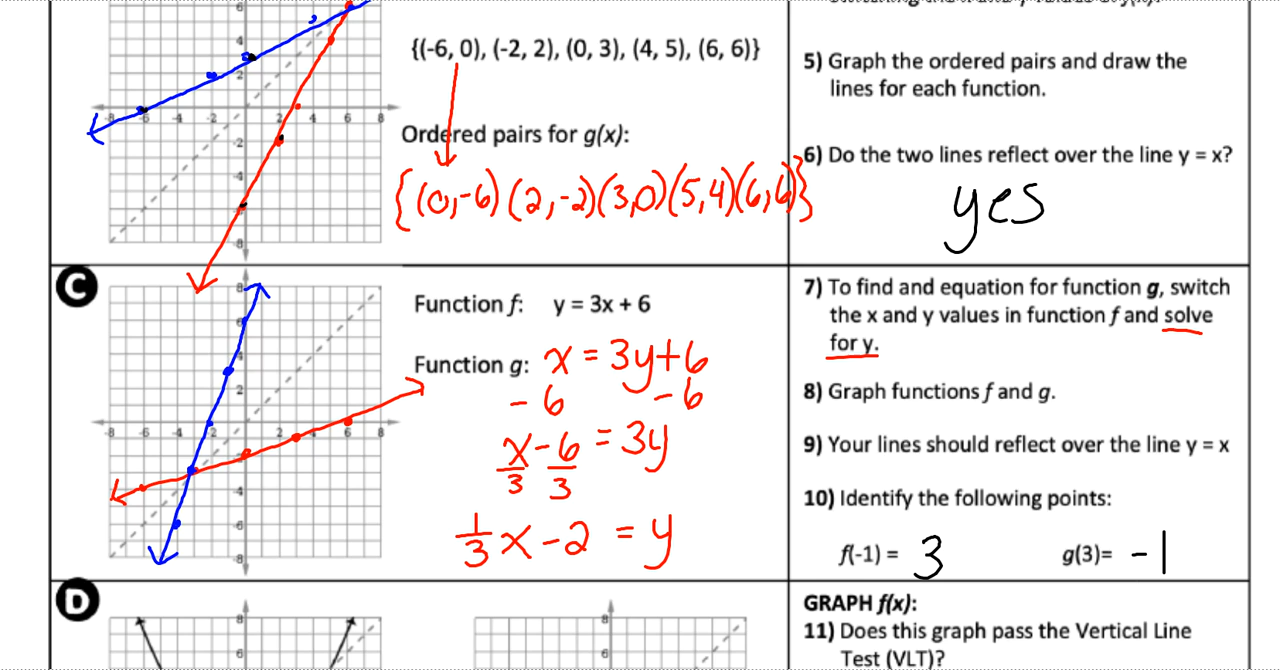 {(-6, 0), (-2, 2), (0, 3), (4, 5), (6, 6)}
Ordered pairs for g(x):
{(0,-6)(2,-2)(3,0)(5,4)(6,6)}
5) Graph the ordered pairs and draw the
lines for each function.
6) Do the two lines reflect over the line y = x?
yes
C
Function f: y = 3x + 6
Function g: x = 3y+6
-6 -6
x-6 = 3y
3 3
1/3 x - 2 = y
7) To find and equation for function g, switch
the x and y values in function f and solve
for y.
8) Graph functions f and g.
9) Your lines should reflect over the line y = x
10) Identify the following points:
f(-1) = 3 g(3)= -1
D
GRAPH f(x):
11) Does this graph pass the Vertical Line
Test (VLT)?